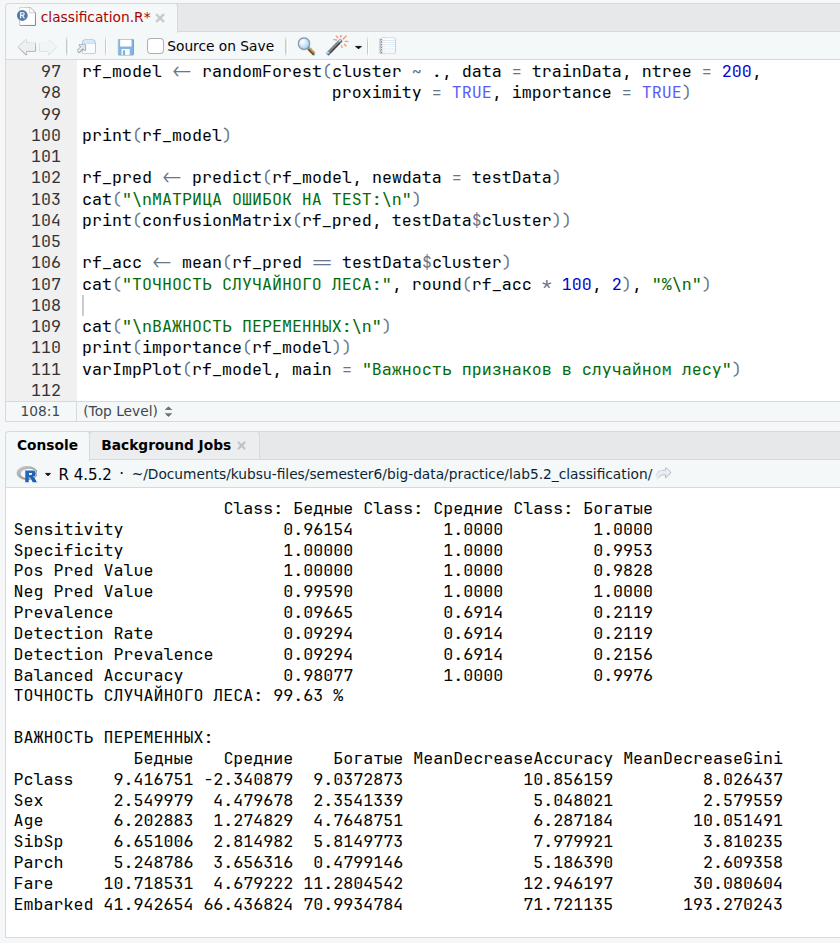 classification.R*
Source on Save
97 rf_model <- randomForest(cluster ~ ., data = trainData, ntree = 200,
98 proximity = TRUE, importance = TRUE)
99
100 print(rf_model)
101
102 rf_pred <- predict(rf_model, newdata = testData)
103 cat("\nМАТРИЦА ОШИБОК НА TEST:\n")
104 print(confusionMatrix(rf_pred, testData$cluster))
105
106 rf_acc <- mean(rf_pred == testData$cluster)
107 cat("ТОЧНОСТЬ СЛУЧАЙНОГО ЛЕСА:", round(rf_acc * 100, 2), "%\n")
108
109 cat("\nВАЖНОСТЬ ПЕРЕМЕННЫХ:\n")
110 print(importance(rf_model))
111 varImpPlot(rf_model, main = "Важность признаков в случайном лесу")
112
108:1 (Top Level)
Console Background Jobs
R 4.5.2 · ~/Documents/kubsu-files/semester6/big-data/practice/lab5.2_classification/
Class: Бедные Class: Средние Class: Богатые
Sensitivity 0.96154 1.0000 1.0000
Specificity 1.00000 1.0000 0.9953
Pos Pred Value 1.00000 1.0000 0.9828
Neg Pred Value 0.99590 1.0000 1.0000
Prevalence 0.09665 0.6914 0.2119
Detection Rate 0.09294 0.6914 0.2119
Detection Prevalence 0.09294 0.6914 0.2156
Balanced Accuracy 0.98077 1.0000 0.9976
ТОЧНОСТЬ СЛУЧАЙНОГО ЛЕСА: 99.63 %
ВАЖНОСТЬ ПЕРЕМЕННЫХ:
Бедные Средние Богатые MeanDecreaseAccuracy MeanDecreaseGini
Pclass 9.416751 -2.340879 9.0372873 10.856159 8.026437
Sex 2.549979 4.479678 2.3541339 5.048021 2.579559
Age 6.202883 1.274829 4.7648751 6.287184 10.051491
SibSp 6.651006 2.814982 5.8149773 7.979921 3.810235
Parch 5.248786 3.656316 0.4799146 5.186390 2.609358
Fare 10.718531 4.679222 11.2804542 12.946197 30.080604
Embarked 41.942654 66.436824 70.9934784 71.721135 193.270243